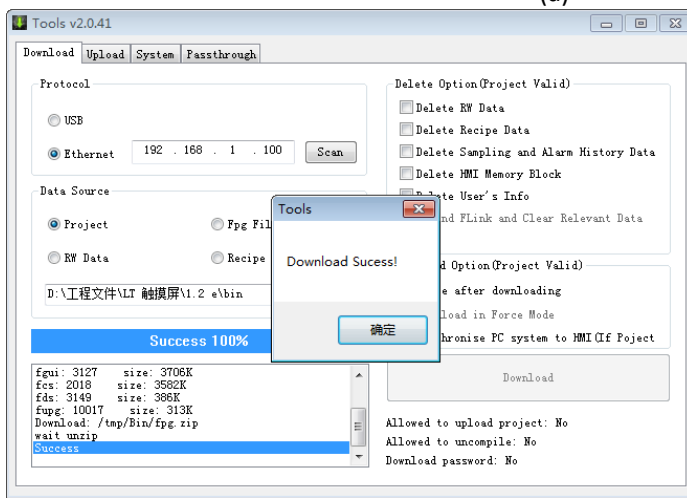 (a)
Tools v2.0.41
Download Upload System Passthrough
Protocol
USB
Ethernet 192 . 168 . 1 . 100 Scan
Data Source
Project Fpg Fil
RW Data Recipe
D:\工程文件\LT 触摸屏\1.2 e\bin
Success 100%
fgui: 3127 size: 3706K
fcs: 2018 size: 3582K
fds: 3149 size: 386K
fupg: 10017 size: 313K
Download: /tmp/Bin/fpg.zip
wait unzip
Success
Delete Option(Project Valid)
Delete RW Data
Delete Recipe Data
Delete Sampling and Alarm History Data
Delete HMI Memory Block
User's Info
nd FLink and Clear Relevant Data
Tools
Download Sucess!
确定
d Option(Project Valid)
e after downloading
load in Force Mode
hronise PC system to HMI(If Poject
Download
Allowed to upload project: No
Allowed to uncompile: No
Download password: No